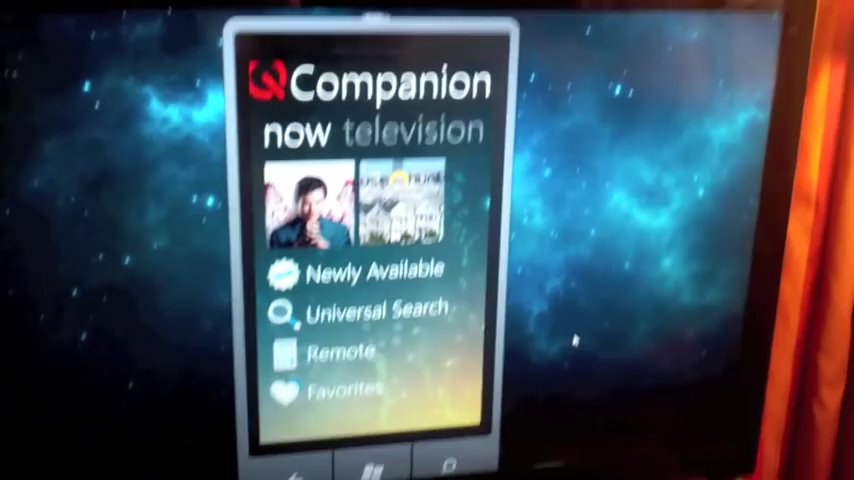 Companion
now television
Newly Available
Universal Search
Remote
Favorites